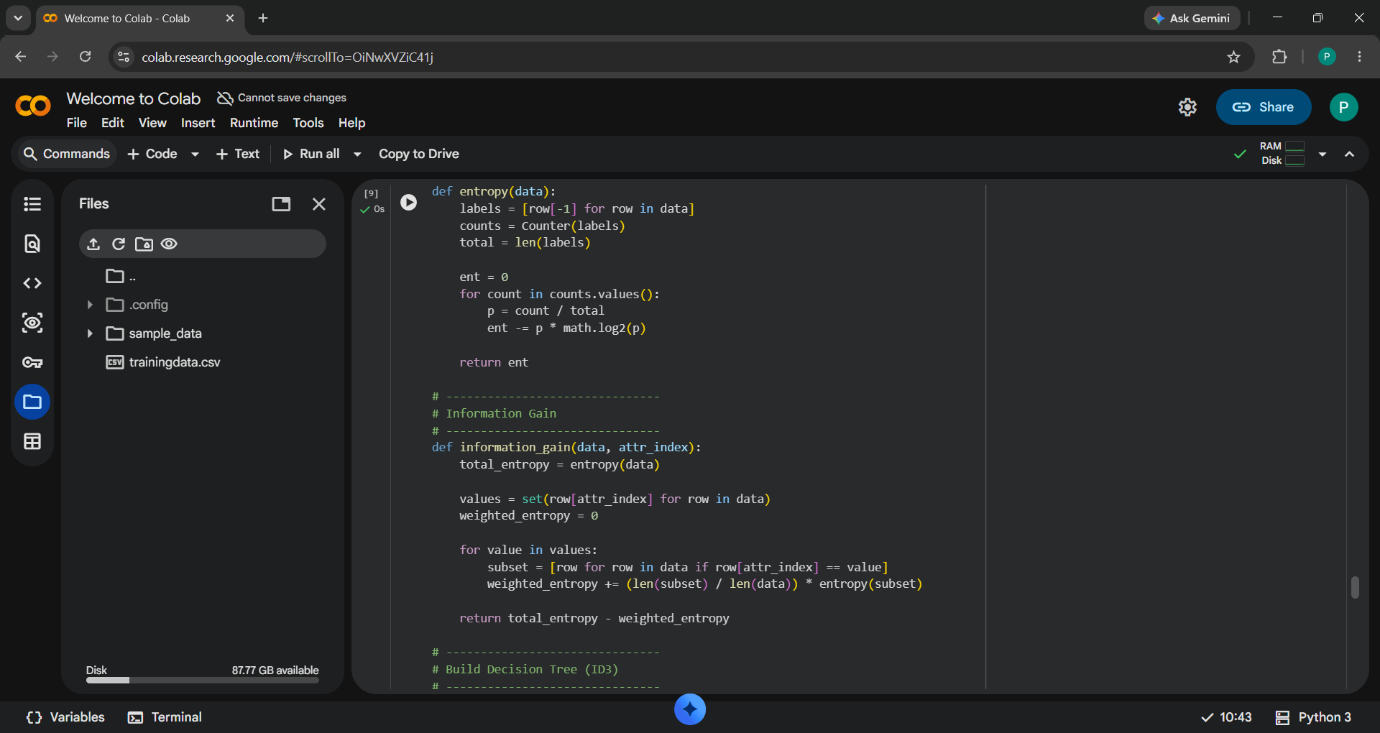 Welcome to Colab - Colab
Ask Gemini
colab.research.google.com/#scrollTo=OiNwXVZiC41j
P
Welcome to Colab
Cannot save changes
File Edit View Insert Runtime Tools Help
Share
P
Commands
+ Code
+ Text
Run all
Copy to Drive
RAM
Disk
Files
..
.config
sample_data
CSV trainingdata.csv
Disk 87.77 GB available
[9]
0s
def entropy(data):
    labels = [row[-1] for row in data]
    counts = Counter(labels)
    total = len(labels)
    ent = 0
    for count in counts.values():
        p = count / total
        ent -= p * math.log2(p)
    return ent
# -------------------------------
# Information Gain
# -------------------------------
def information_gain(data, attr_index):
    total_entropy = entropy(data)
    values = set(row[attr_index] for row in data)
    weighted_entropy = 0
    for value in values:
        subset = [row for row in data if row[attr_index] == value]
        weighted_entropy += (len(subset) / len(data)) * entropy(subset)
    return total_entropy - weighted_entropy
# -------------------------------
# Build Decision Tree (ID3)
# -------------------------------
Variables
Terminal
10:43
Python 3